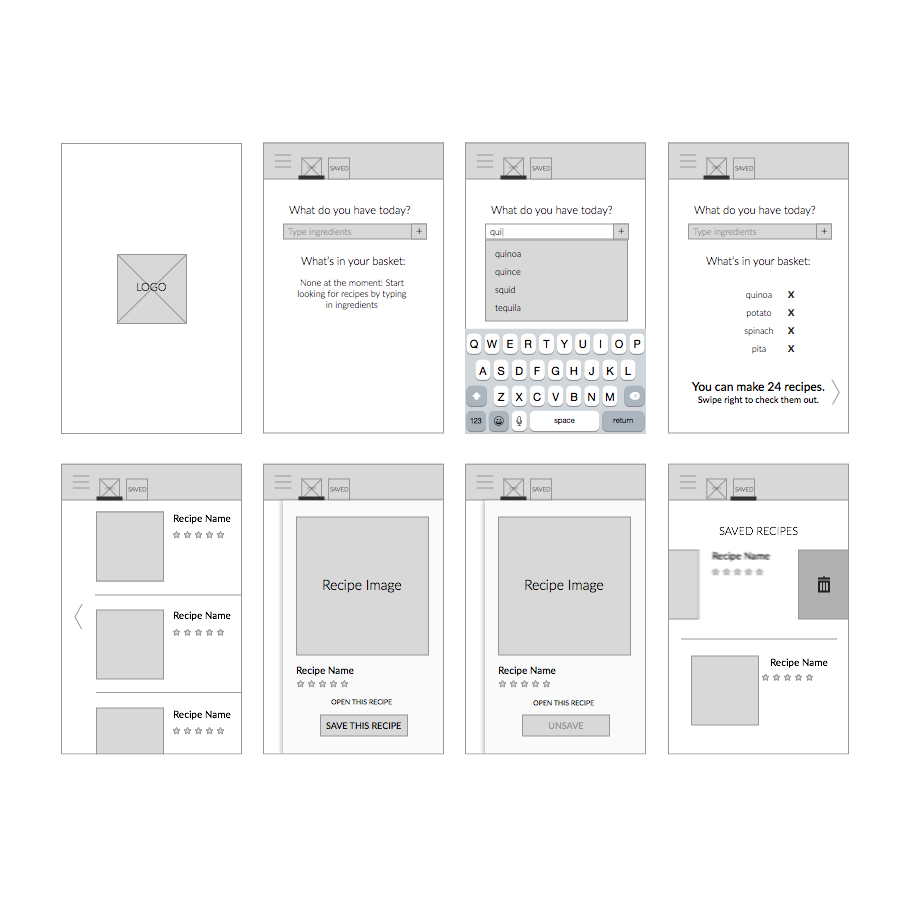 LOGO
SAVED
What do you have today?
Type ingredients +
What's in your basket:
None at the moment! Start
looking for recipes by typing
in ingredients
SAVED
What do you have today?
qui +
quinoa
quince
squid
tequila
Q W E R T Y U I O P
A S D F G H J K L
Z X C V B N M
123 space return
SAVED
What do you have today?
Type ingredients +
What's in your basket:
quinoa X
potato X
spinach X
pita X
You can make 24 recipes.
Swipe right to check them out.
SAVED
Recipe Name
Recipe Name
Recipe Name
SAVED
Recipe Image
Recipe Name
OPEN THIS RECIPE
SAVE THIS RECIPE
SAVED
Recipe Image
Recipe Name
OPEN THIS RECIPE
UNSAVE
SAVED
SAVED RECIPES
Recipe Name
Recipe Name